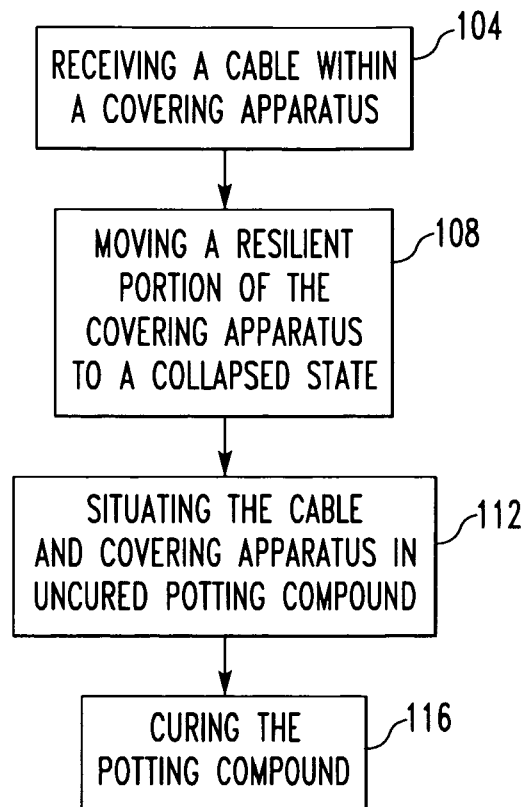 104
RECEIVING A CABLE WITHIN
A COVERING APPARATUS
108
MOVING A RESILIENT
PORTION OF THE
COVERING APPARATUS
TO A COLLAPSED STATE
112
SITUATING THE CABLE
AND COVERING APPARATUS IN
UNCURED POTTING COMPOUND
116
CURING THE
POTTING COMPOUND